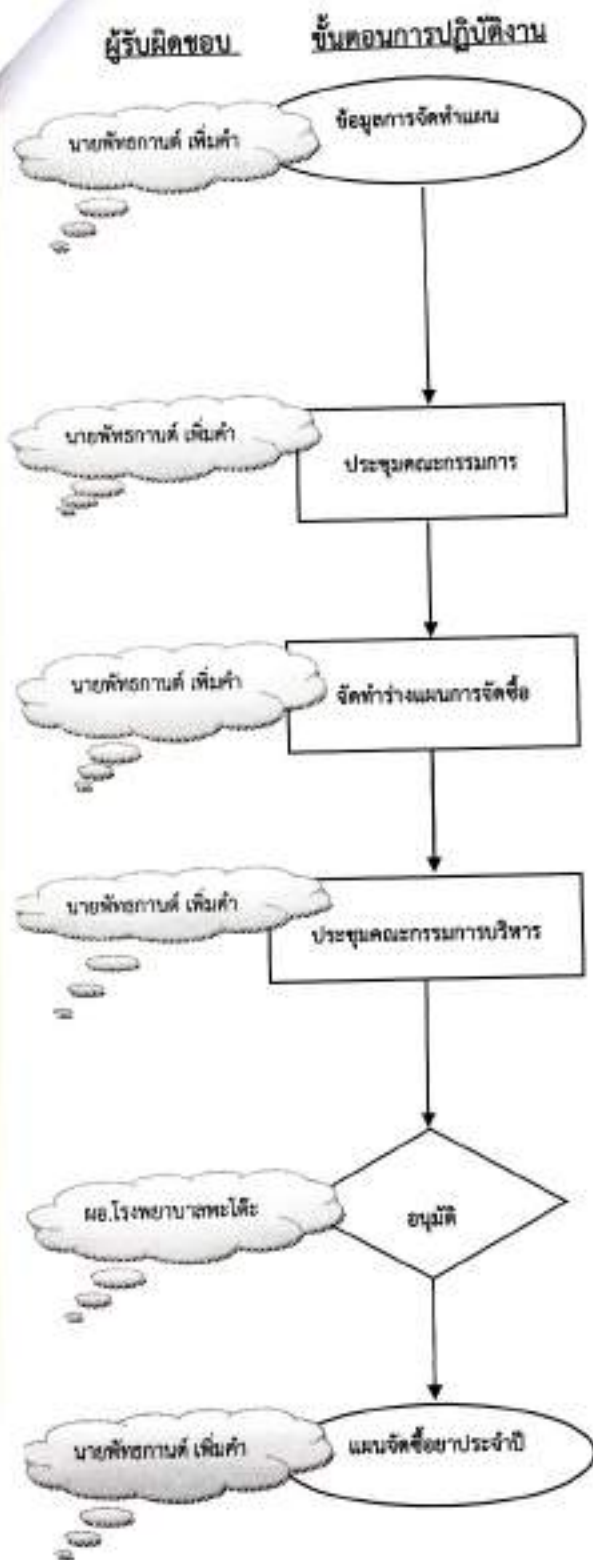 ผู้รับผิดชอบ ขั้นตอนการปฏิบัติงาน
นายพัทธกานต์ เพิ่มคำ ข้อมูลการจัดทำแผน
นายพัทธกานต์ เพิ่มคำ ประชุมคณะกรรมการ
นายพัทธกานต์ เพิ่มคำ จัดทำร่างแผนการจัดซื้อ
นายพัทธกานต์ เพิ่มคำ ประชุมคณะกรรมการบริหาร
ผอ.โรงพยาบาลพะโต๊ะ อนุมัติ
นายพัทธกานต์ เพิ่มคำ แผนจัดซื้อยาประจำปี